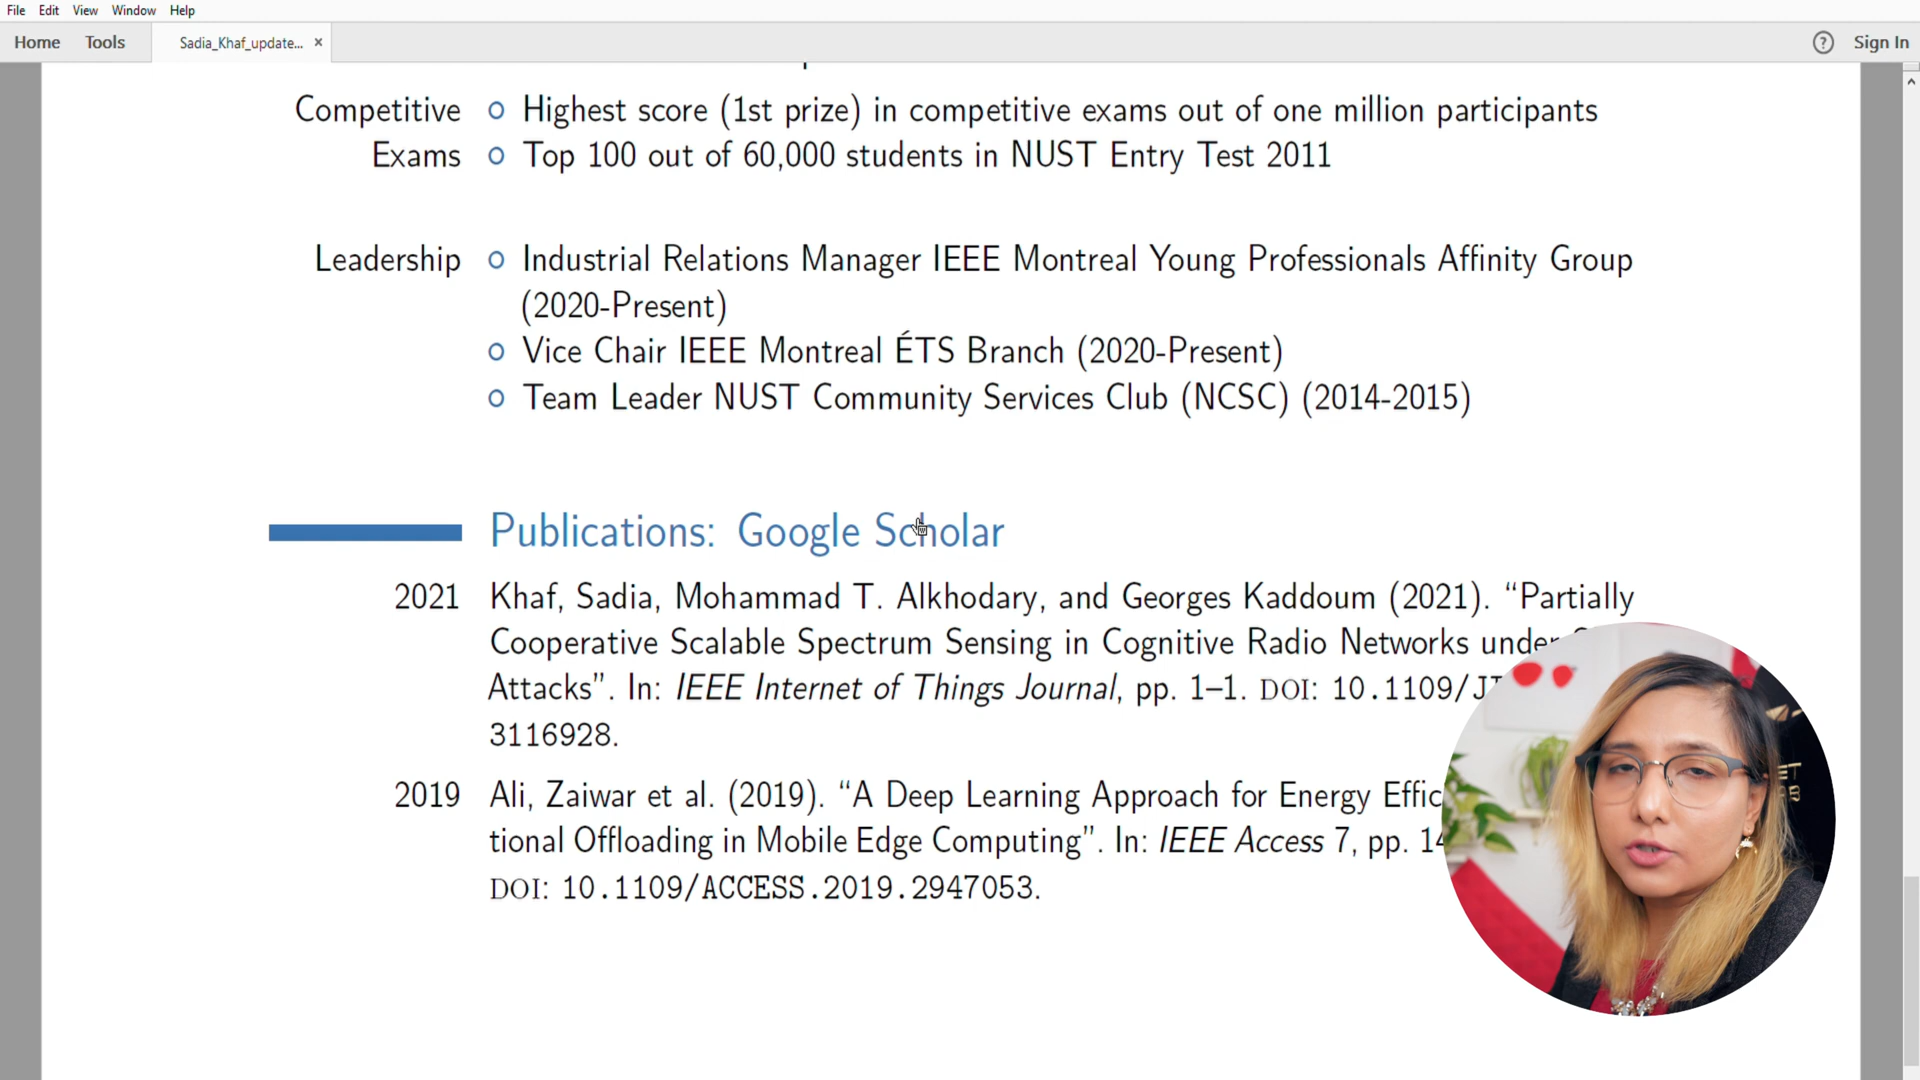 File Edit View Window Help
Home Tools Sadia_Khaf_update... × ? Sign In
Competitive Exams
Highest score (1st prize) in competitive exams out of one million participants
Top 100 out of 60,000 students in NUST Entry Test 2011
Leadership
Industrial Relations Manager IEEE Montreal Young Professionals Affinity Group
(2020-Present)
Vice Chair IEEE Montreal ÉTS Branch (2020-Present)
Team Leader NUST Community Services Club (NCSC) (2014-2015)
Publications: Google Scholar
2021 Khaf, Sadia, Mohammad T. Alkhodary, and Georges Kaddoum (2021). “Partially
Cooperative Scalable Spectrum Sensing in Cognitive Radio Networks under
Attacks”. In: IEEE Internet of Things Journal, pp. 1–1. DOI: 10.1109/
3116928.
2019 Ali, Zaiwar et al. (2019). “A Deep Learning Approach for Energy Effic
tional Offloading in Mobile Edge Computing”. In: IEEE Access 7, pp. 14
DOI: 10.1109/ACCESS.2019.2947053.